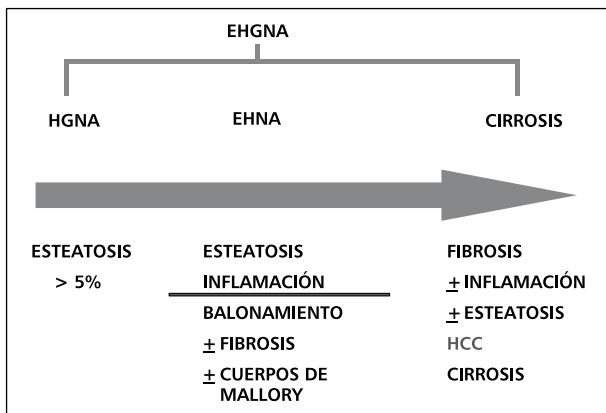 EHGNA
HGNA EHNA CIRROSIS
ESTEATOSIS
> 5%
ESTEATOSIS
INFLAMACIÓN
BALONAMIENTO
± FIBROSIS
± CUERPOS DE
MALLORY
FIBROSIS
± INFLAMACIÓN
± ESTEATOSIS
HCC
CIRROSIS